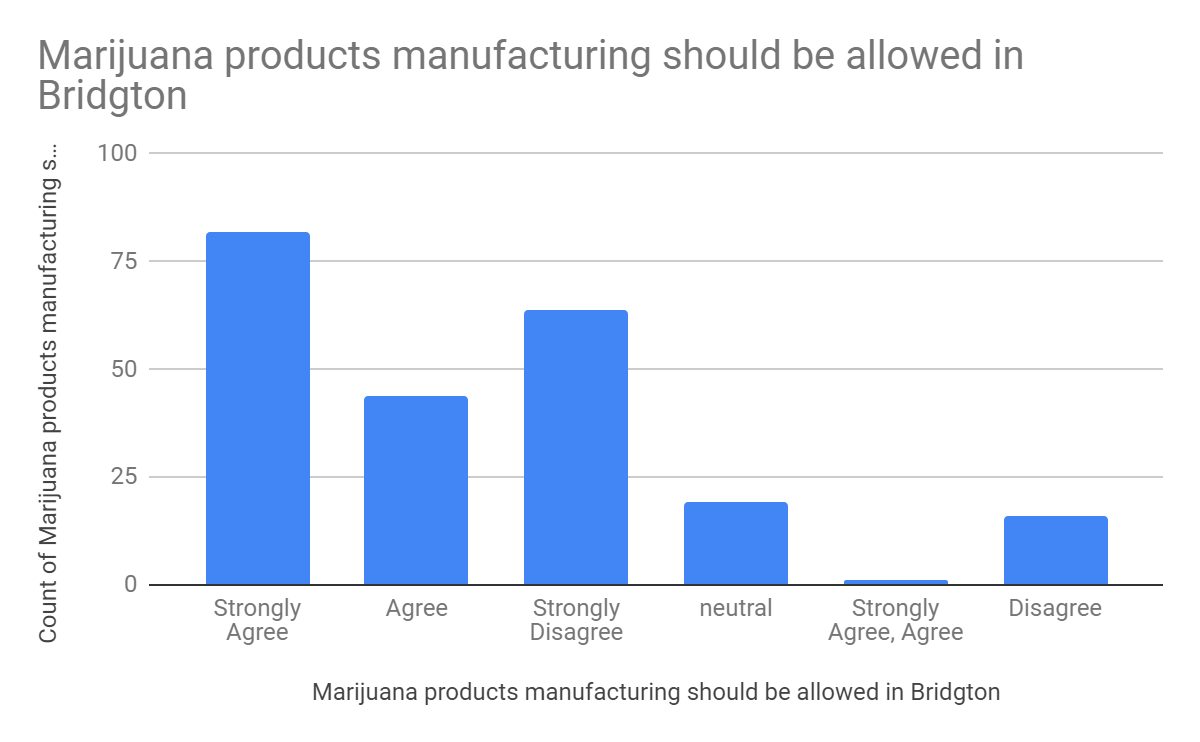 Marijuana products manufacturing should be allowed in
Bridgton
Count of Marijuana products manufacturing s...
100
75
50
25
0
Strongly
Agree
Agree
Strongly
Disagree
neutral
Strongly
Agree, Agree
Disagree
Marijuana products manufacturing should be allowed in Bridgton